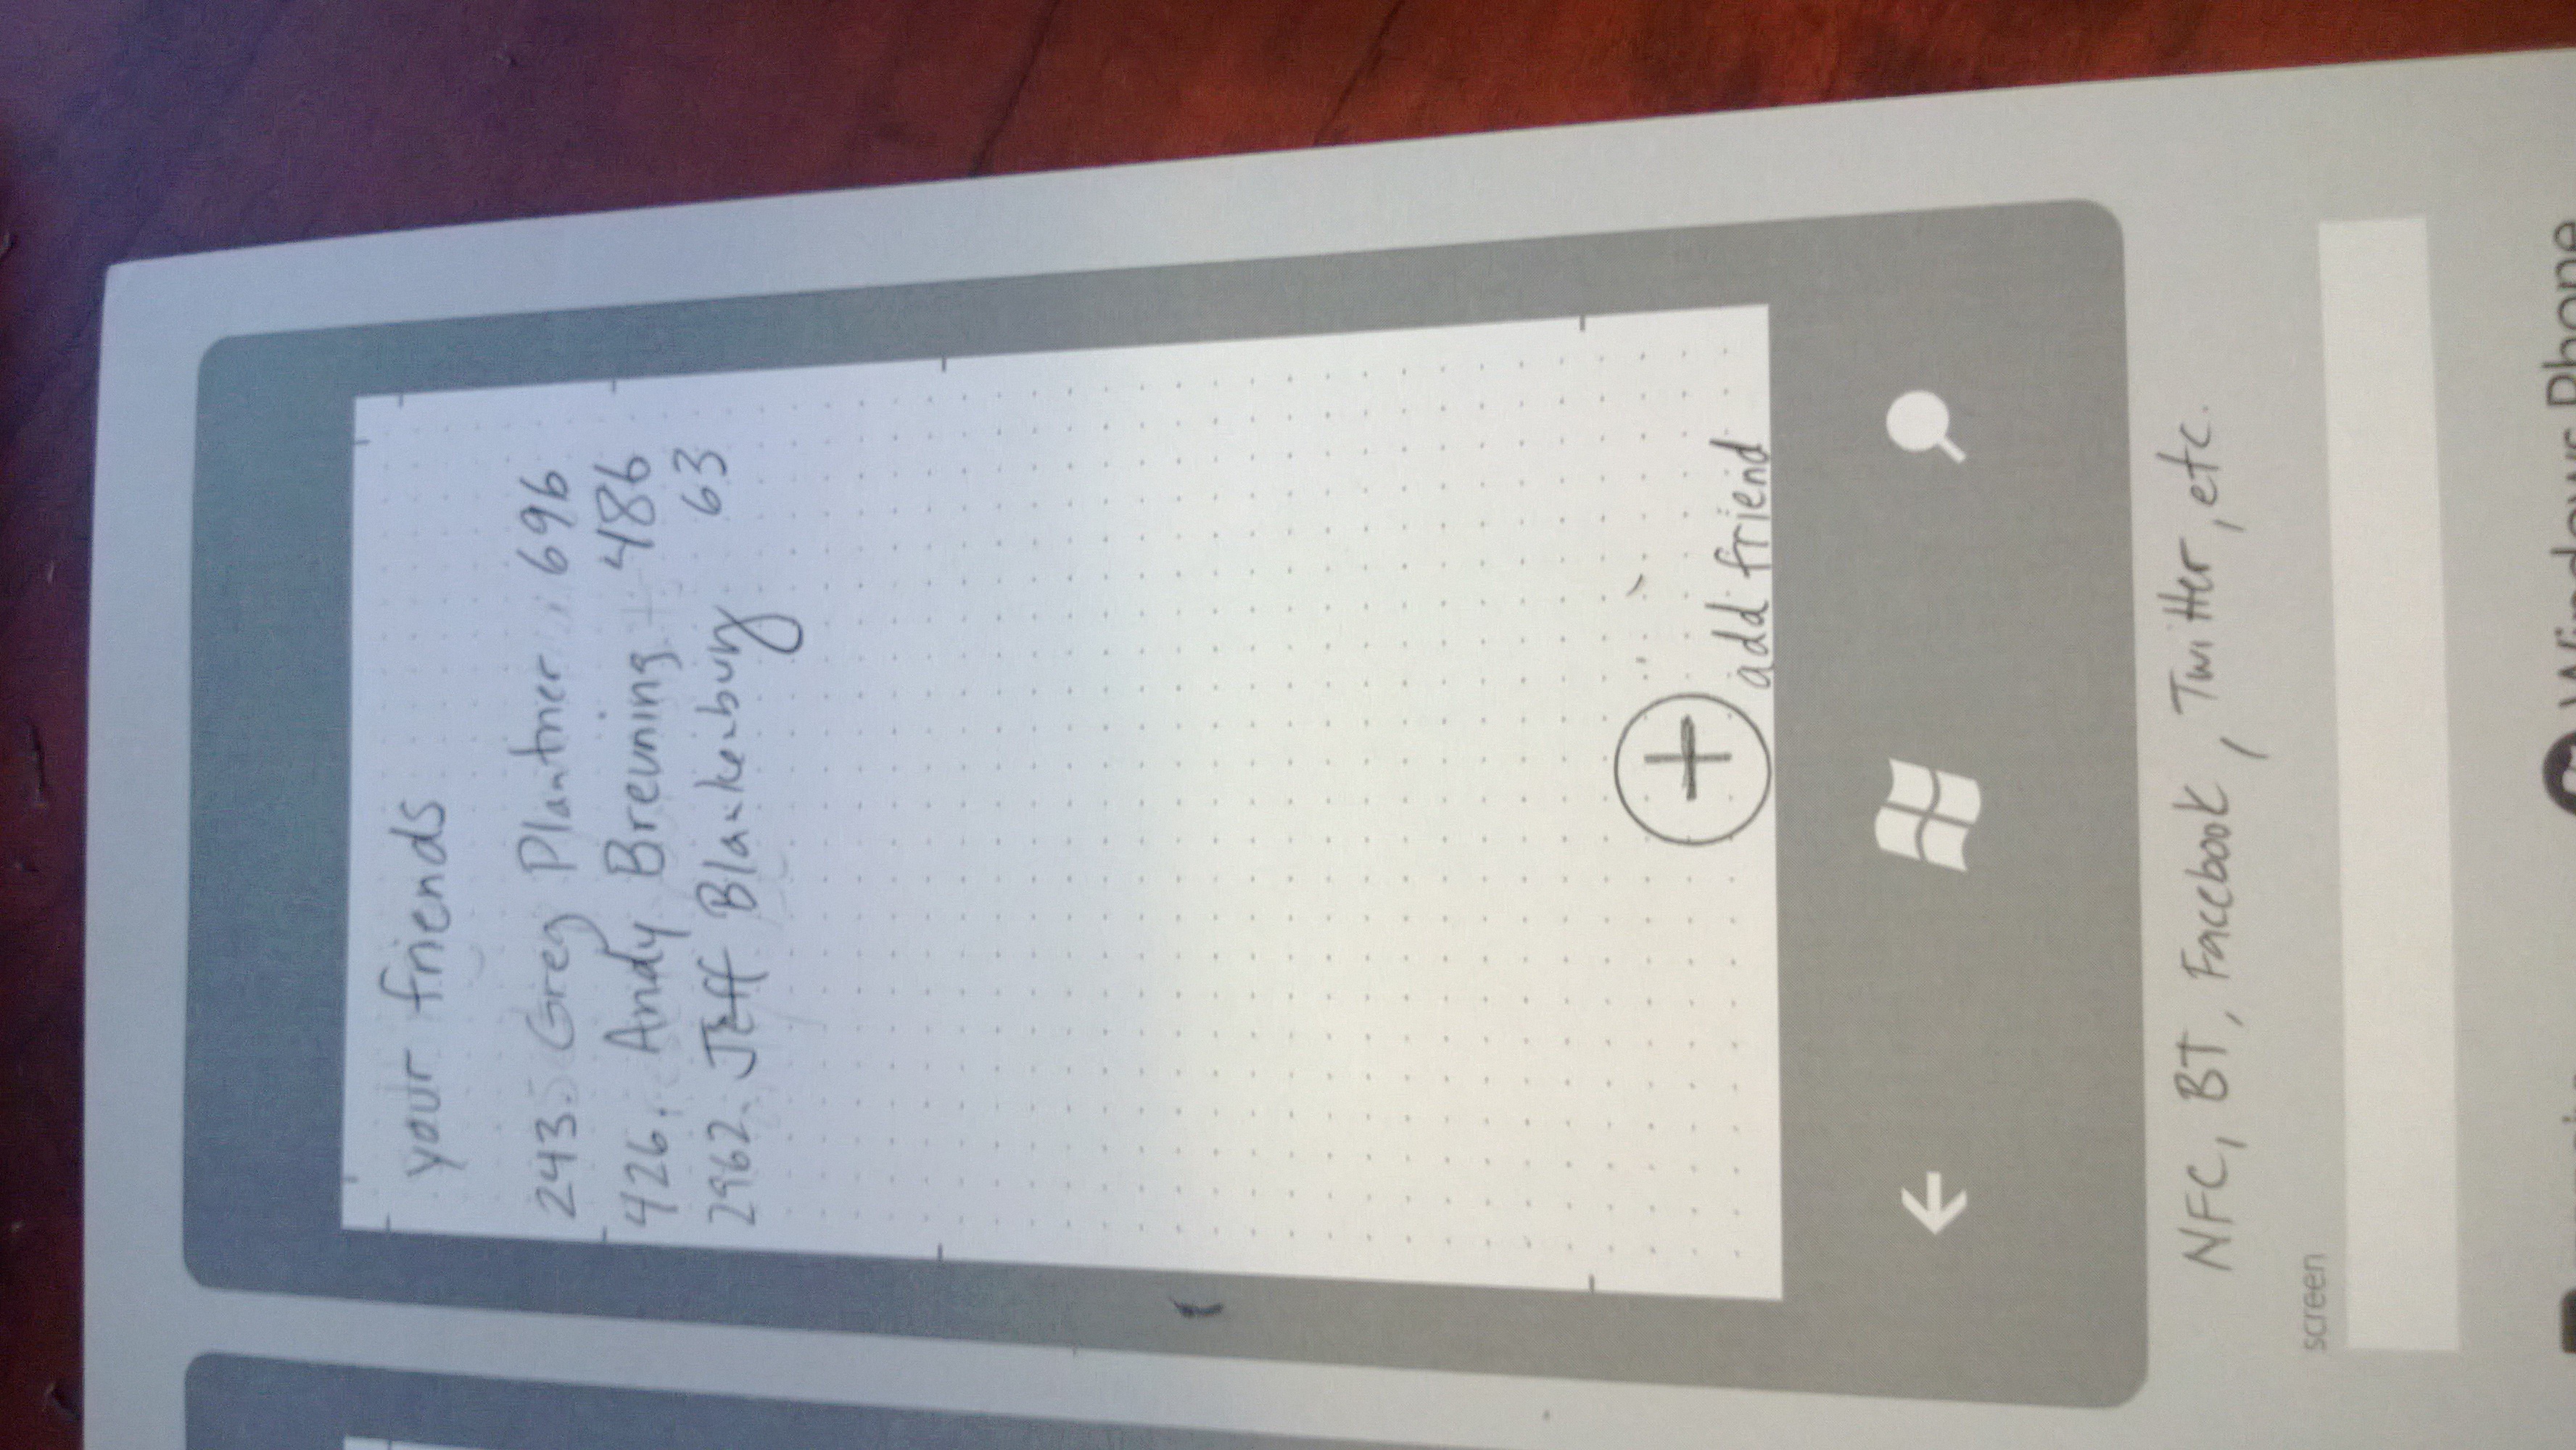 your friends
243. Greg Plantner 696
426. Andy Breuning 486
2962. Jeff Blankenburg 63
add friend
NFC, BT, Facebook, Twitter, etc.
screen
Windows Phone